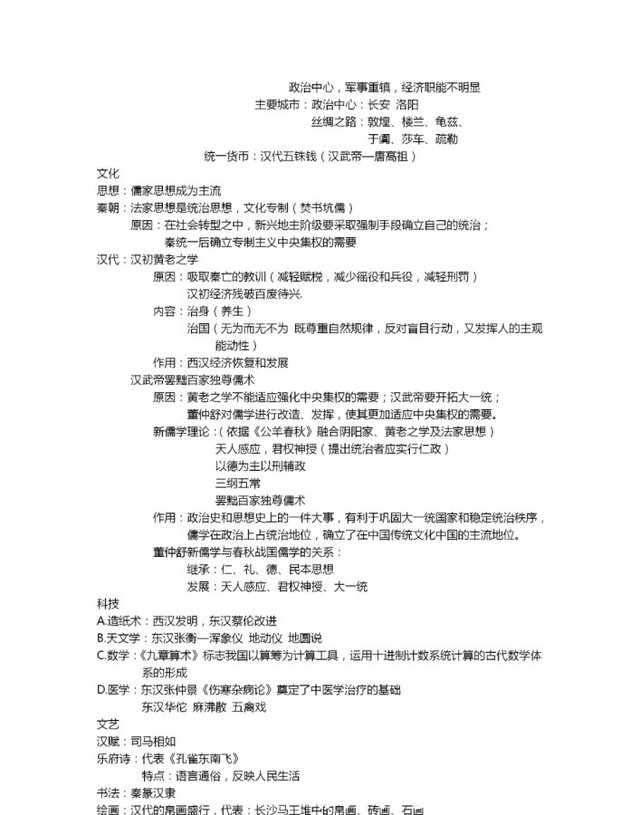 政治中心，军事重镇，经济职能不明显
主要城市：政治中心：长安 洛阳
丝绸之路：敦煌、楼兰、龟兹、
于阗、莎车、疏勒
统一货币：汉代五铢钱（汉武帝—唐高祖）
文化
思想：儒家思想成为主流
秦朝：法家思想是统治思想，文化专制（焚书坑儒）
原因：在社会转型之中，新兴地主阶级要采取强制手段确立自己的统治；
秦统一后确立专制主义中央集权的需要
汉代：汉初黄老之学
原因：吸取秦亡的教训（减轻赋税，减少徭役和兵役，减轻刑罚）
汉初经济残破百废待兴.
内容：治身（养生）
治国（无为而无不为 既尊重自然规律，反对盲目行动，又发挥人的主观
能动性）
作用：西汉经济恢复和发展
汉武帝罢黜百家独尊儒术
原因：黄老之学不能适应强化中央集权的需要；汉武帝要开拓大一统；
董仲舒对儒学进行改造、发挥，使其更加适应中央集权的需要。
新儒学理论：（依据《公羊春秋》融合阴阳家、黄老之学及法家思想）
天人感应，君权神授（提出统治者应实行仁政）
以德为主以刑辅政
三纲五常
罢黜百家独尊儒术
作用：政治史和思想史上的一件大事，有利于巩固大一统国家和稳定统治秩序，
儒学在政治上占统治地位，确立了在中国传统文化中国的主流地位。
董仲舒新儒学与春秋战国儒学的关系：
继承：仁、礼、德、民本思想
发展：天人感应、君权神授、大一统
科技
A.造纸术：西汉发明，东汉蔡伦改进
B.天文学：东汉张衡—浑象仪 地动仪 地圆说
C.数学：《九章算术》标志我国以算筹为计算工具，运用十进制计数系统计算的古代数学体
系的形成
D.医学：东汉张仲景《伤寒杂病论》奠定了中医学治疗的基础
东汉华佗 麻沸散 五禽戏
文艺
汉赋：司马相如
乐府诗：代表《孔雀东南飞》
特点：语言通俗，反映人民生活
书法：秦篆汉隶
绘画：汉代的帛画盛行，代表：长沙马王堆中的帛画、砖画、石画